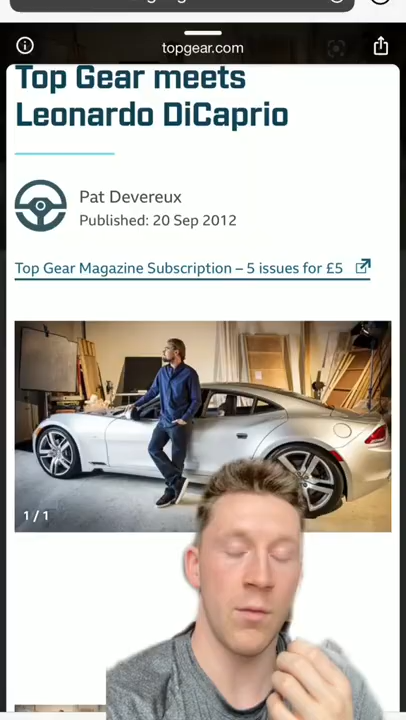 topgear.com
Top Gear meets
Leonardo DiCaprio
Pat Devereux
Published: 20 Sep 2012
Top Gear Magazine Subscription – 5 issues for £5
1 / 1